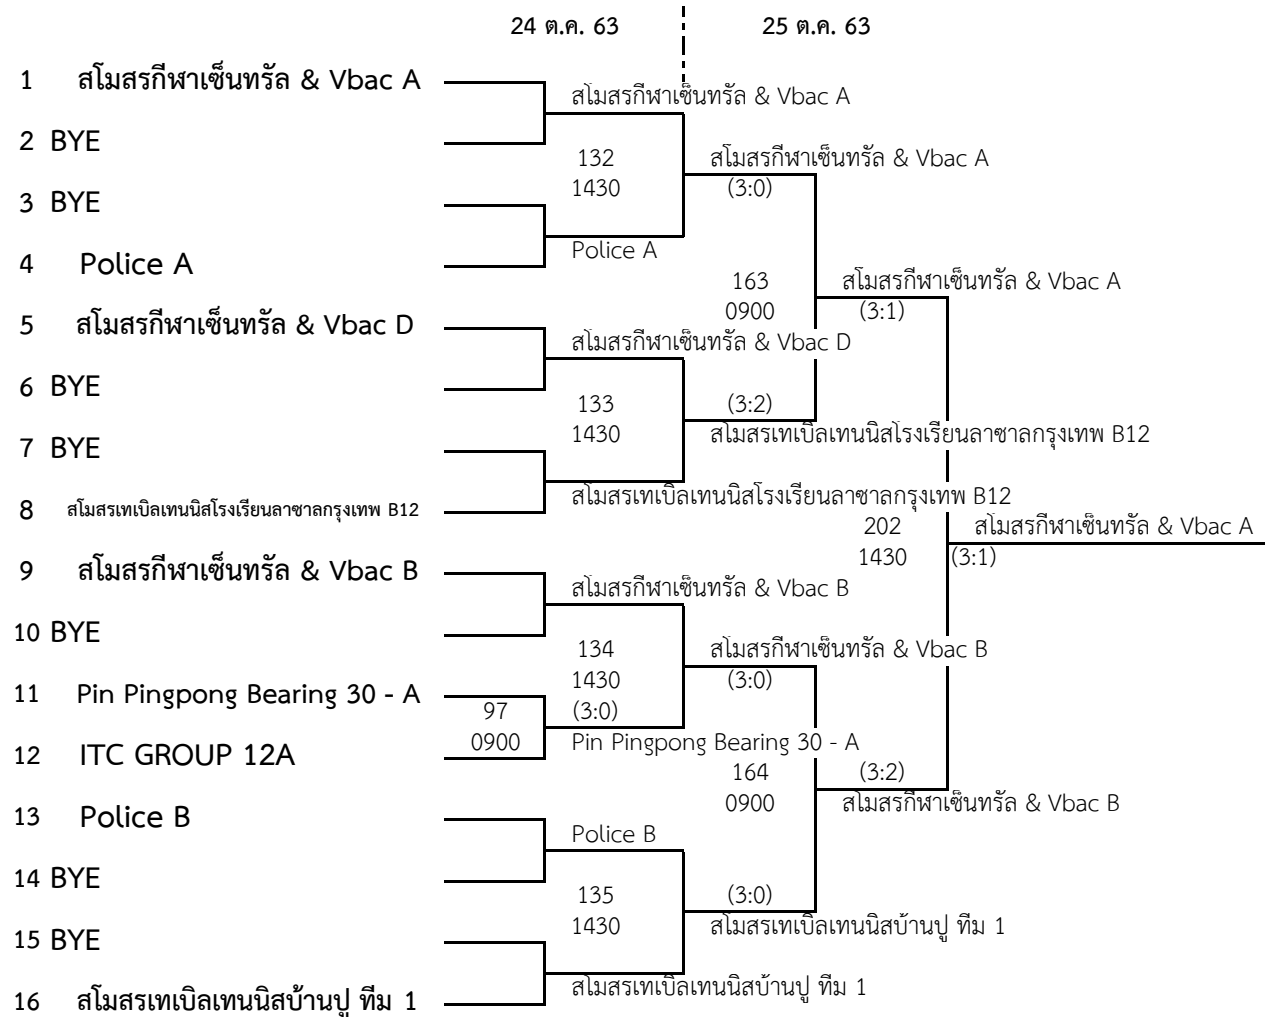 24 ต.ค. 63 25 ต.ค. 63
1 สโมสรกีฬาเซ็นทรัล & Vbac A
สโมสรกีฬาเซ็นทรัล & Vbac A
2 BYE
132 สโมสรกีฬาเซ็นทรัล & Vbac A
1430 (3:0)
3 BYE
Police A
4 Police A
163 สโมสรกีฬาเซ็นทรัล & Vbac A
0900 (3:1)
5 สโมสรกีฬาเซ็นทรัล & Vbac D
สโมสรกีฬาเซ็นทรัล & Vbac D
6 BYE
133 (3:2)
1430 สโมสรเทเบิลเทนนิสโรงเรียนลาซาลกรุงเทพ B12
7 BYE
สโมสรเทเบิลเทนนิสโรงเรียนลาซาลกรุงเทพ B12
8 สโมสรเทเบิลเทนนิสโรงเรียนลาซาลกรุงเทพ B12
202 สโมสรกีฬาเซ็นทรัล & Vbac A
1430 (3:1)
9 สโมสรกีฬาเซ็นทรัล & Vbac B
สโมสรกีฬาเซ็นทรัล & Vbac B
10 BYE
134 สโมสรกีฬาเซ็นทรัล & Vbac B
1430 (3:0)
11 Pin Pingpong Bearing 30 - A
97 (3:0)
0900 Pin Pingpong Bearing 30 - A
12 ITC GROUP 12A
164 (3:2)
0900 สโมสรกีฬาเซ็นทรัล & Vbac B
13 Police B
Police B
14 BYE
135 (3:0)
1430 สโมสรเทเบิลเทนนิสบ้านปู ทีม 1
15 BYE
สโมสรเทเบิลเทนนิสบ้านปู ทีม 1
16 สโมสรเทเบิลเทนนิสบ้านปู ทีม 1